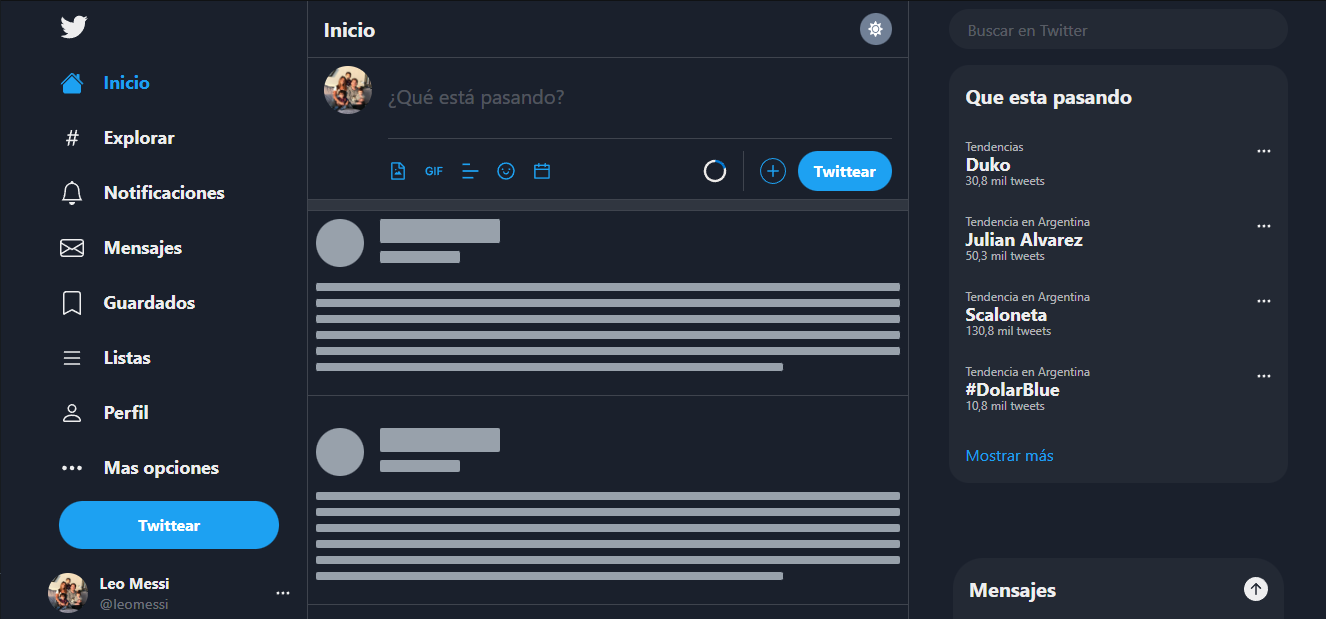 Inicio
Explorar
Notificaciones
Mensajes
Guardados
Listas
Perfil
Mas opciones
Twittear
Leo Messi
@leomessi
Inicio
¿Qué está pasando?
GIF
Twittear
Buscar en Twitter
Que esta pasando
Tendencias
Duko
30,8 mil tweets
Tendencia en Argentina
Julian Alvarez
50,3 mil tweets
Tendencia en Argentina
Scaloneta
130,8 mil tweets
Tendencia en Argentina
#DolarBlue
10,8 mil tweets
Mostrar más
Mensajes